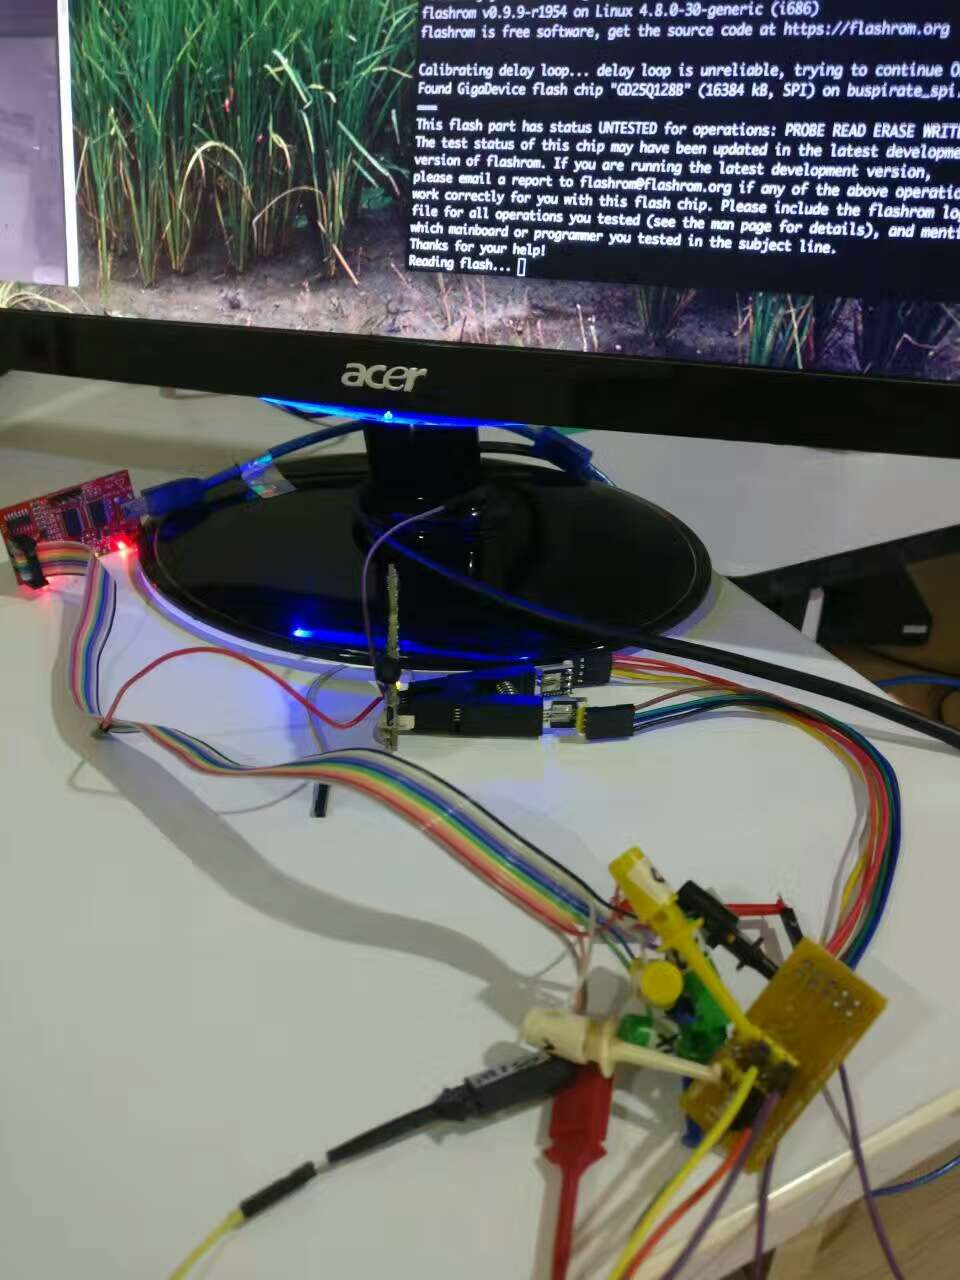 flashrom v0.9.9-r1954 on Linux 4.8.0-30-generic (i686)
flashrom is free software, get the source code at https://flashrom.org
Calibrating delay loop... delay loop is unreliable, trying to continue
Found GigaDevice flash chip "GD25Q128B" (16384 kB, SPI) on buspirate_spi.
===
This flash part has status UNTESTED for operations: PROBE READ ERASE WRITE
The test status of this chip may have been updated in the latest developme
version of flashrom. If you are running the latest development version,
please email a report to flashrom@flashrom.org if any of the above operatio
work correctly for you with this flash chip. Please include the flashrom lo
file for all operations you tested (see the man page for details), and menti
which mainboard or programmer you tested in the subject line.
Thanks for your help!
Reading flash...
acer